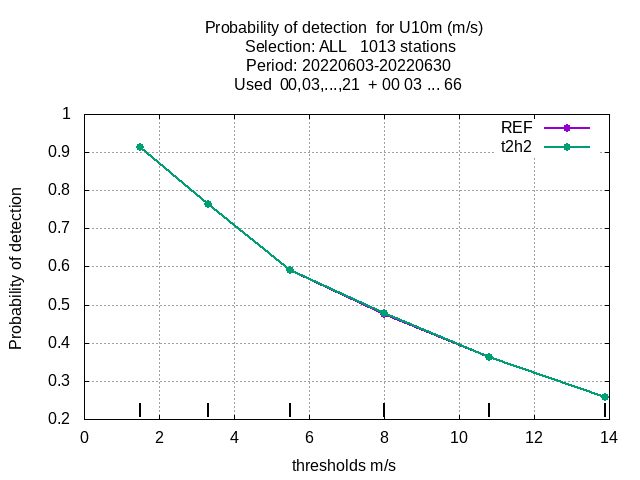 Probability of detection  for U10m (m/s)
Selection: ALL   1013 stations
Period: 20220603-20220630
Used  00,03,...,21  + 00 03 ... 66
REF
t2h2
Probability of detection
1
0.9
0.8
0.7
0.6
0.5
0.4
0.3
0.2
0 2 4 6 8 10 12 14
thresholds m/s